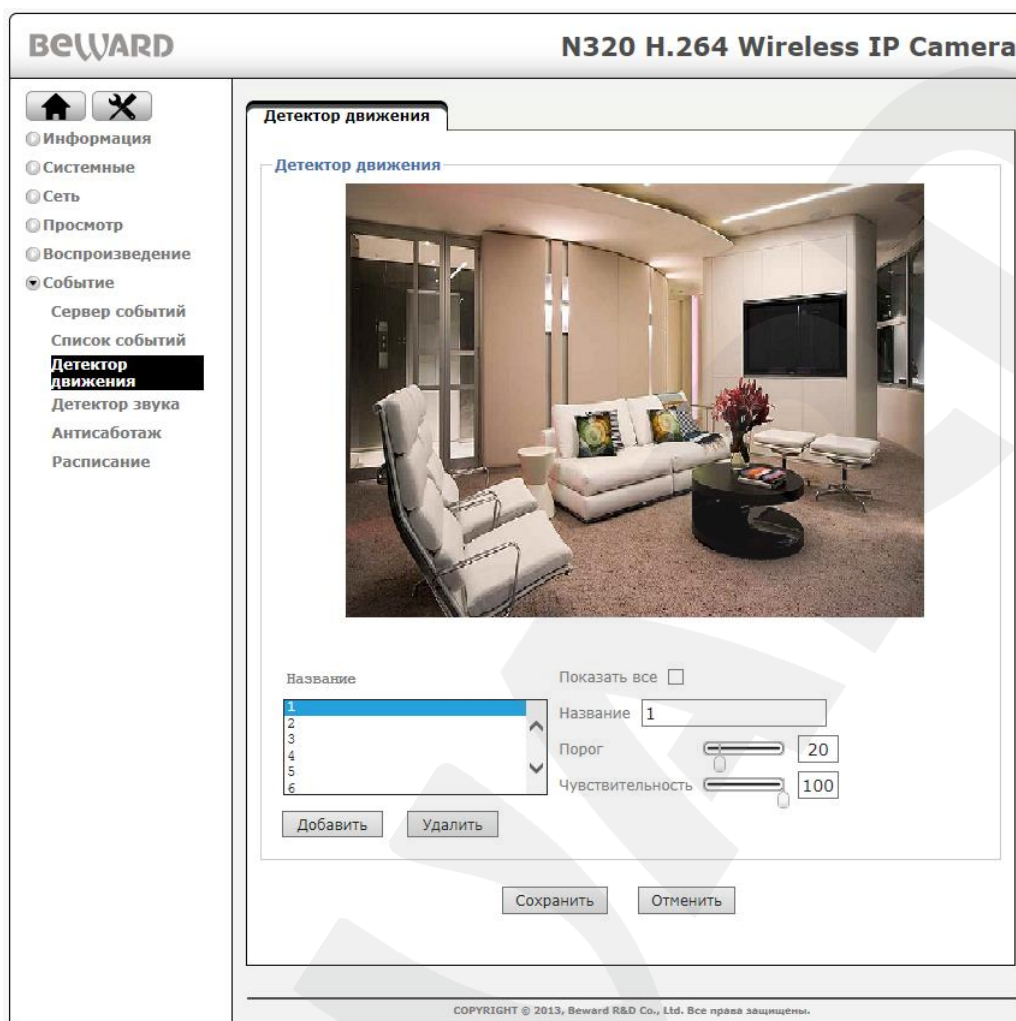 BEWARD
N320 H.264 Wireless IP Camera
Информация
Системные
Сеть
Просмотр
Воспроизведение
Событие
Сервер событий
Список событий
Детектор
движения
Детектор звука
Антисаботаж
Расписание
Детектор движения
Детектор движения
Название
1
2
3
4
5
6
Добавить
Удалить
Показать все
Название 1
Порог 20
Чувствительность 100
Сохранить
Отменить
COPYRIGHT © 2013, Beward R&D Co., Ltd. Все права защищены.